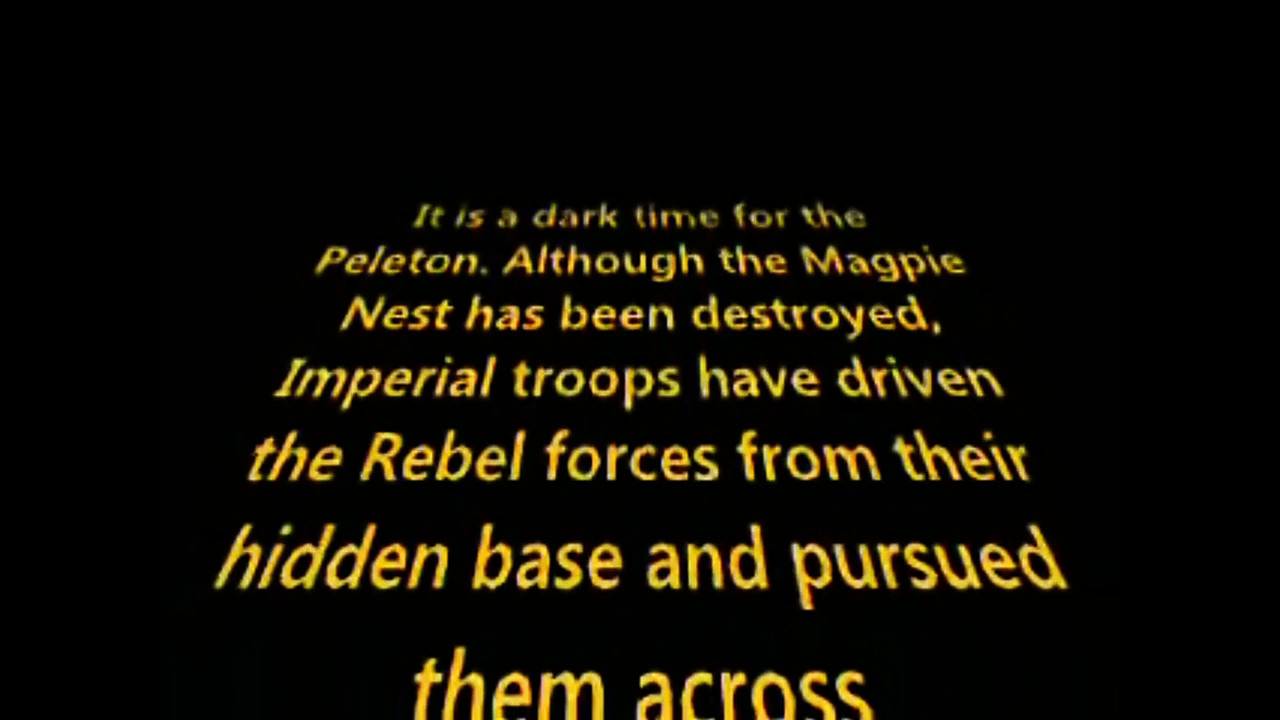 It is a dark time for the
Peleton. Although the Magpie
Nest has been destroyed,
Imperial troops have driven
the Rebel forces from their
hidden base and pursued
them across